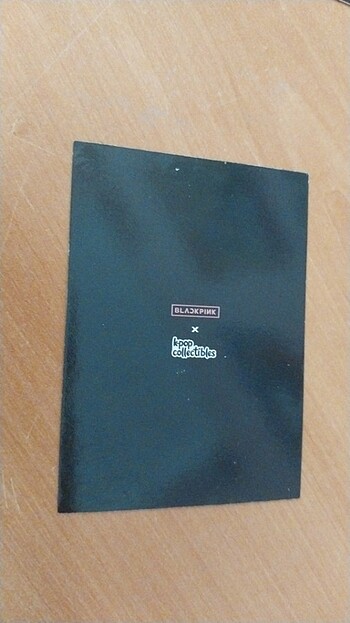 BLACKPINK
×
kpop
collectibles